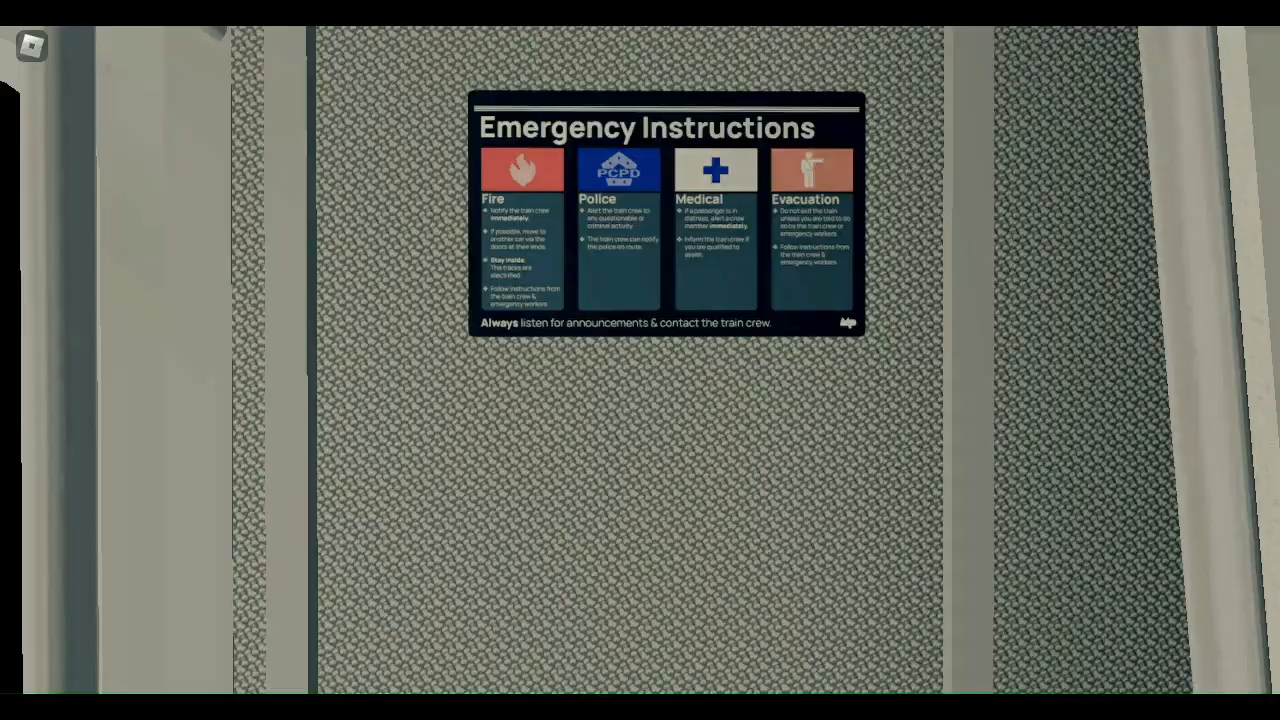 Emergency Instructions
PCPD
Fire
Notify the train crew
immediately.
If possible, move to
another car via the
doors at their ends.
Stay inside.
The tracks are
electrified.
Follow instructions from
the train crew &
emergency workers
Police
Alert the train crew to
any questionable or
criminal activity
The train crew can notify
the police en-route.
Medical
If a passenger is in
distress, alert a crew
member immediately.
Inform the train crew if
you are qualified to
assist.
Evacuation
Do not exit the train
unless you are told to do
so by the train crew or
emergency workers.
Follow instructions from
the train crew &
emergency workers.
Always listen for announcements & contact the train crew.